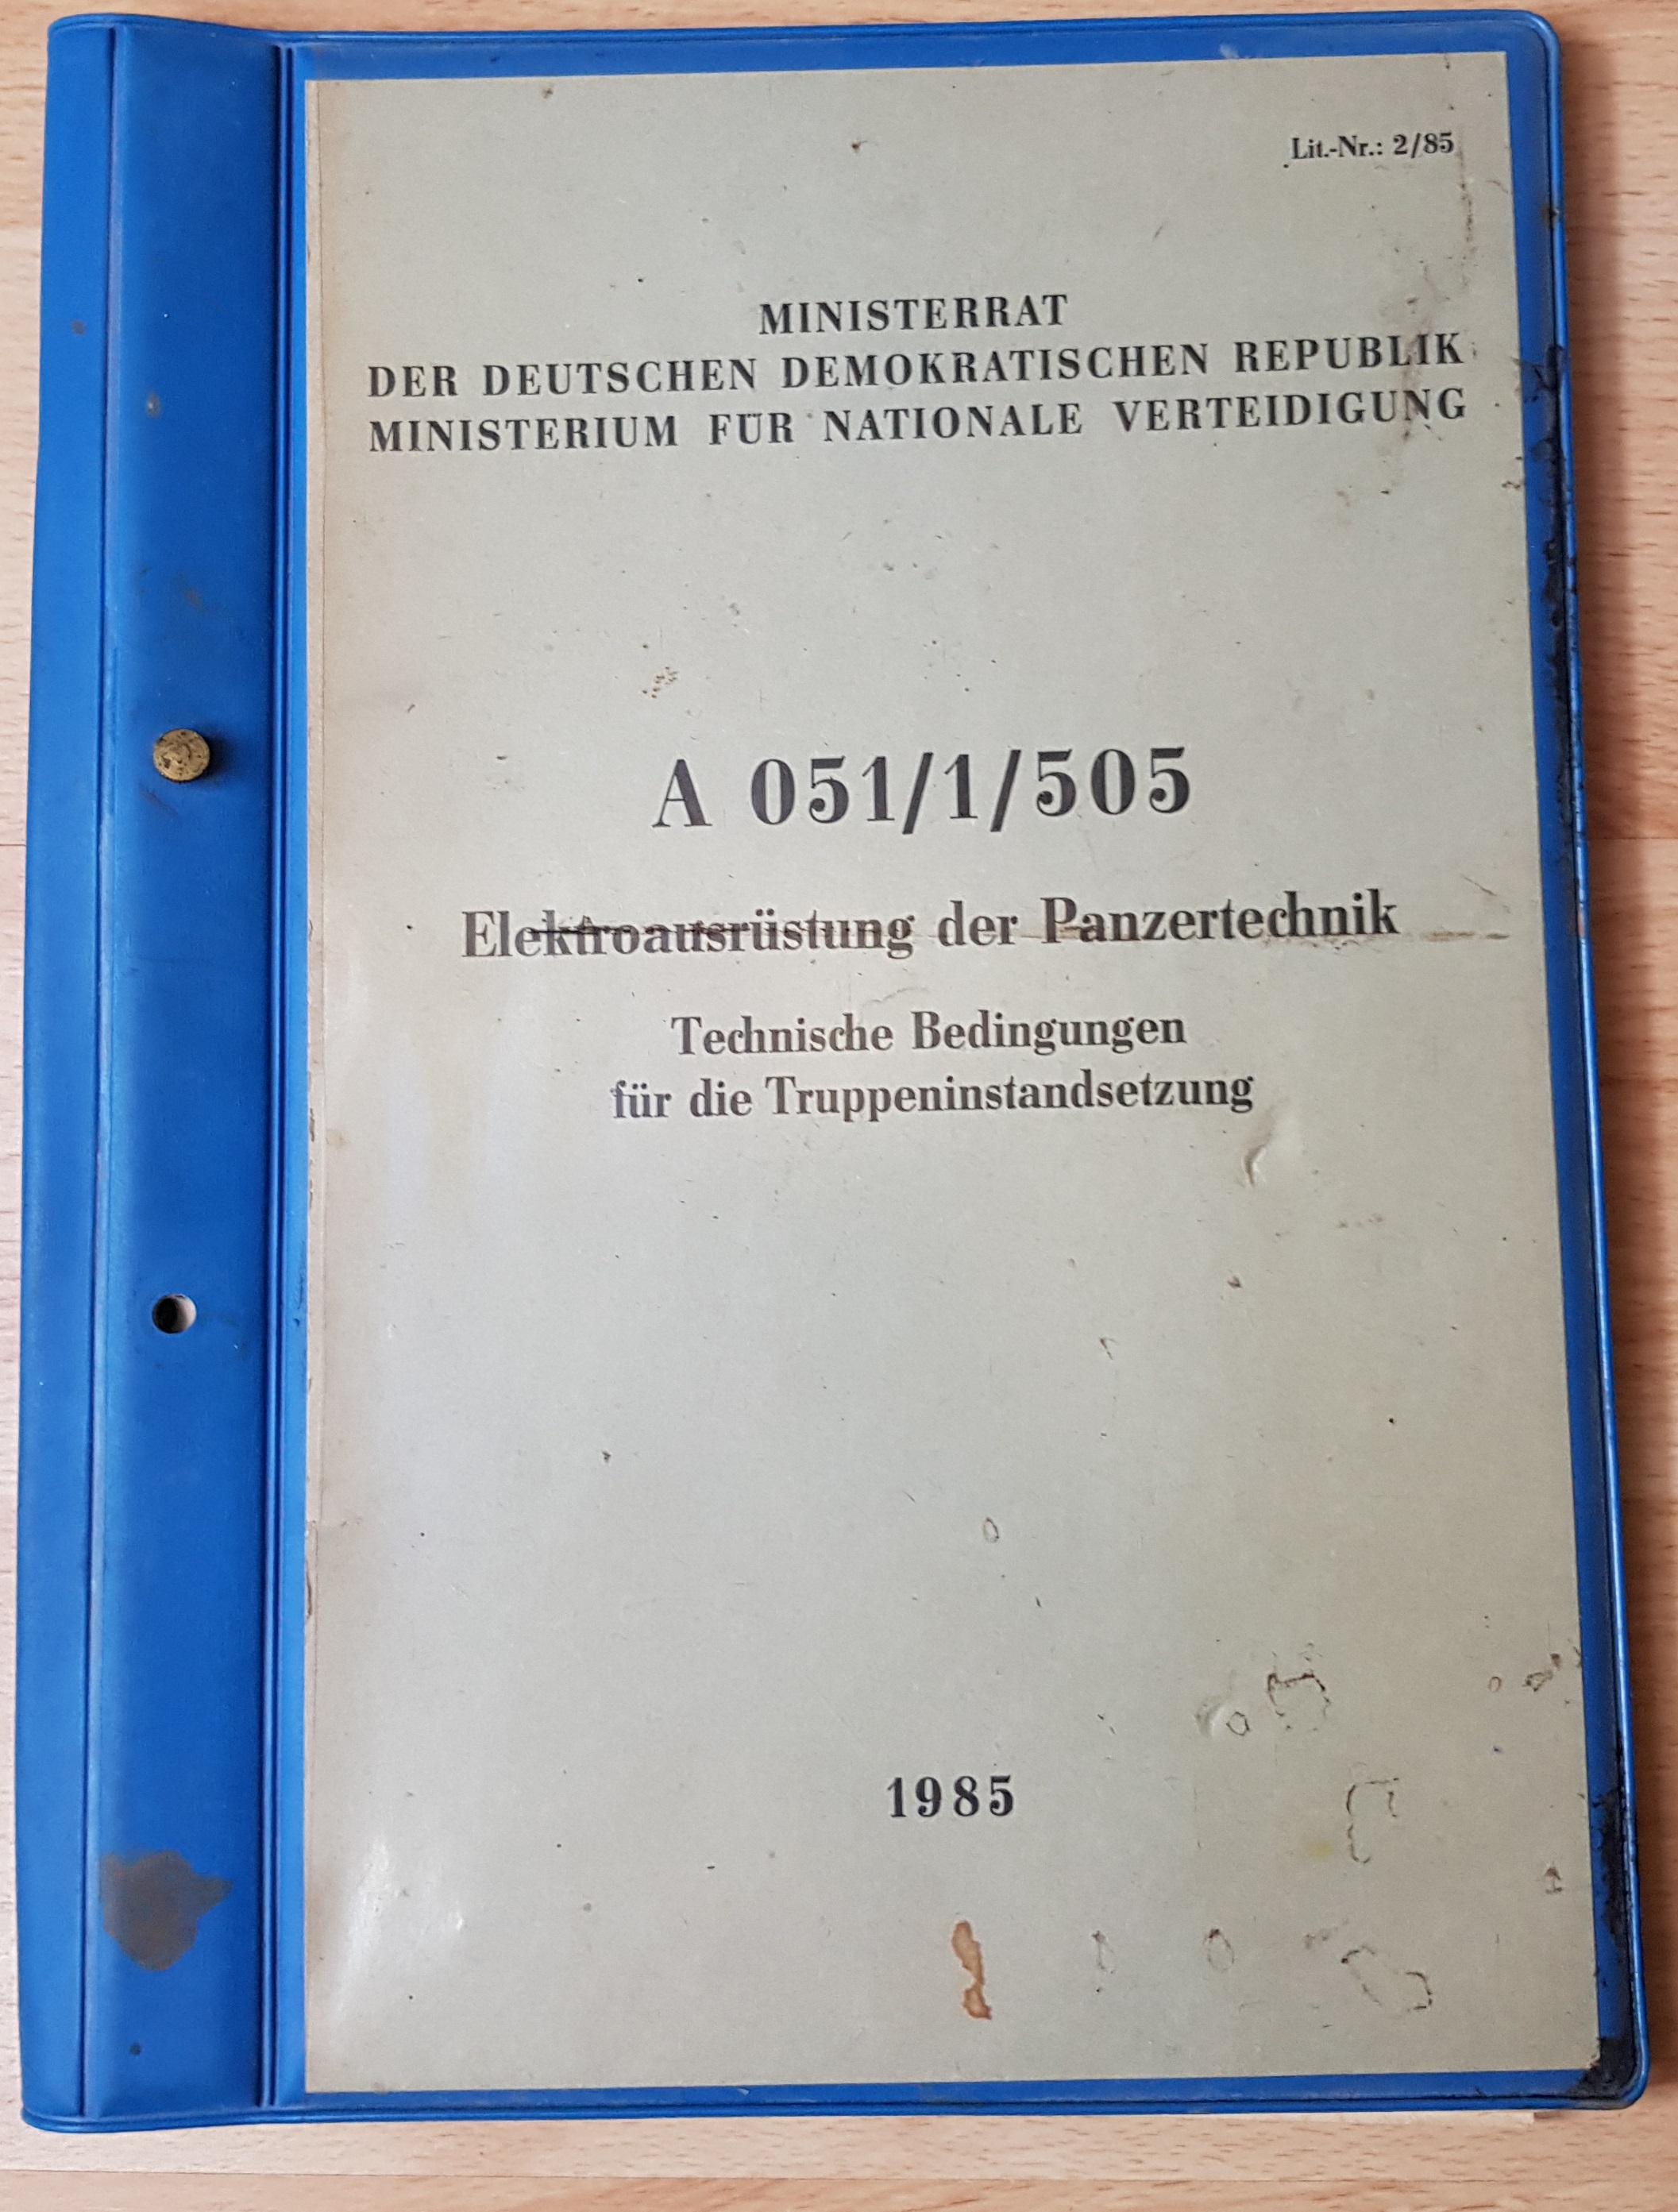 Lit.-Nr.: 2/85
MINISTERRAT
DER DEUTSCHEN DEMOKRATISCHEN REPUBLIK
MINISTERIUM FÜR NATIONALE VERTEIDIGUNG
A 051/1/505
Elektroausrüstung der Panzertechnik
Technische Bedingungen
für die Truppeninstandsetzung
1985